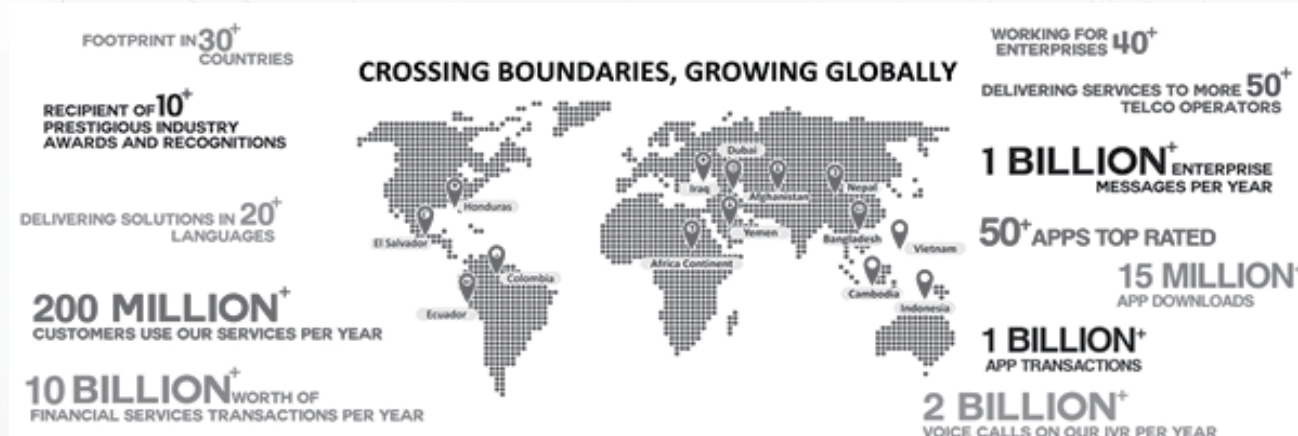 FOOTPRINT IN 30+
COUNTRIES
RECIPIENT OF 10+
PRESTIGIOUS INDUSTRY
AWARDS AND RECOGNITIONS
DELIVERING SOLUTIONS IN 20+
LANGUAGES
200 MILLION+
CUSTOMERS USE OUR SERVICES PER YEAR
10 BILLION+ WORTH OF
FINANCIAL SERVICES TRANSACTIONS PER YEAR
CROSSING BOUNDARIES, GROWING GLOBALLY
Dubai
Iraq
Afghanistan
Nepal
Honduras
El Salvador
Yemen
Bangladesh
Vietnam
Africa Continent
Colombia
Cambodia
Ecuador
Indonesia
WORKING FOR
ENTERPRISES 40+
DELIVERING SERVICES TO MORE 50+
TELCO OPERATORS
1 BILLION+ ENTERPRISE
MESSAGES PER YEAR
50+ APPS TOP RATED
15 MILLION+
APP DOWNLOADS
1 BILLION+
APP TRANSACTIONS
2 BILLION+
VOICE CALLS ON OUR IVR PER YEAR